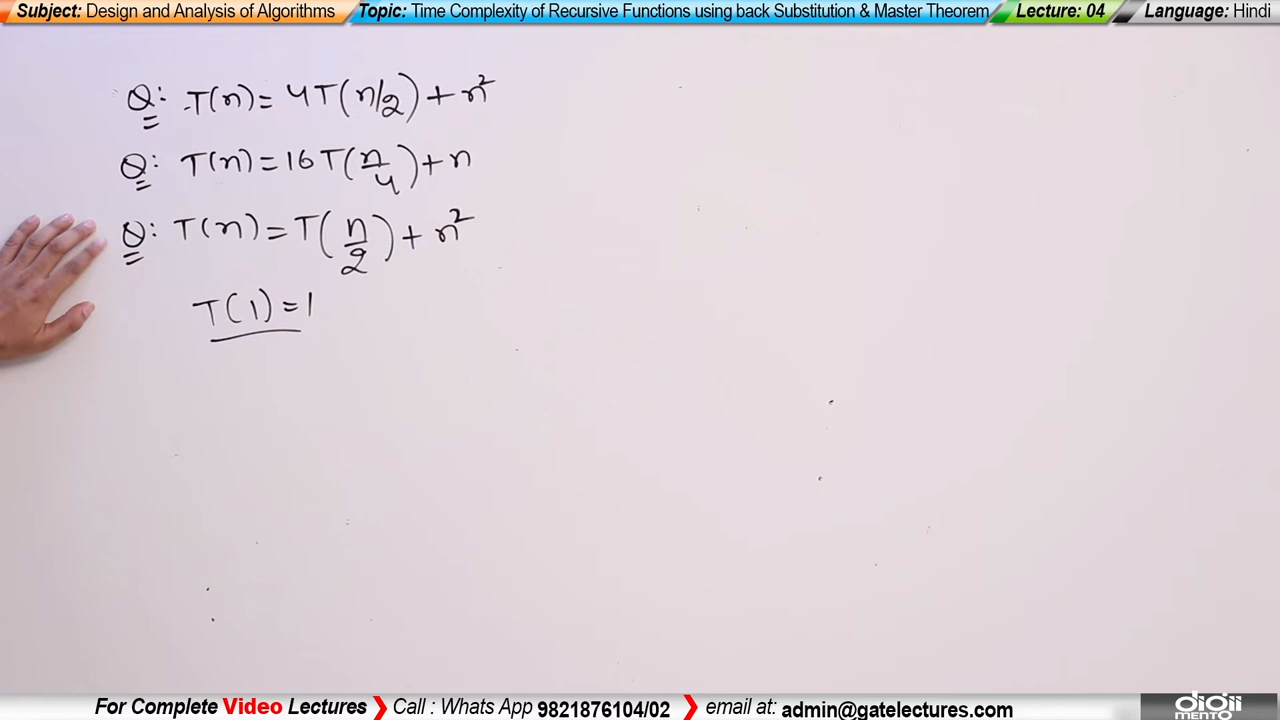 Subject: Design and Analysis of Algorithms Topic: Time Complexity of Recursive Functions using back Substitution & Master Theorem Lecture: 04 Language: Hindi
Q: T(n) = 4T(n/2) + n²
Q: T(n) = 16T(n/4) + n
Q: T(n) = T(n/2) + n²
T(1) = 1
For Complete Video Lectures Call : Whats App 9821876104/02 email at: admin@gatelectures.com
digii
MENTO